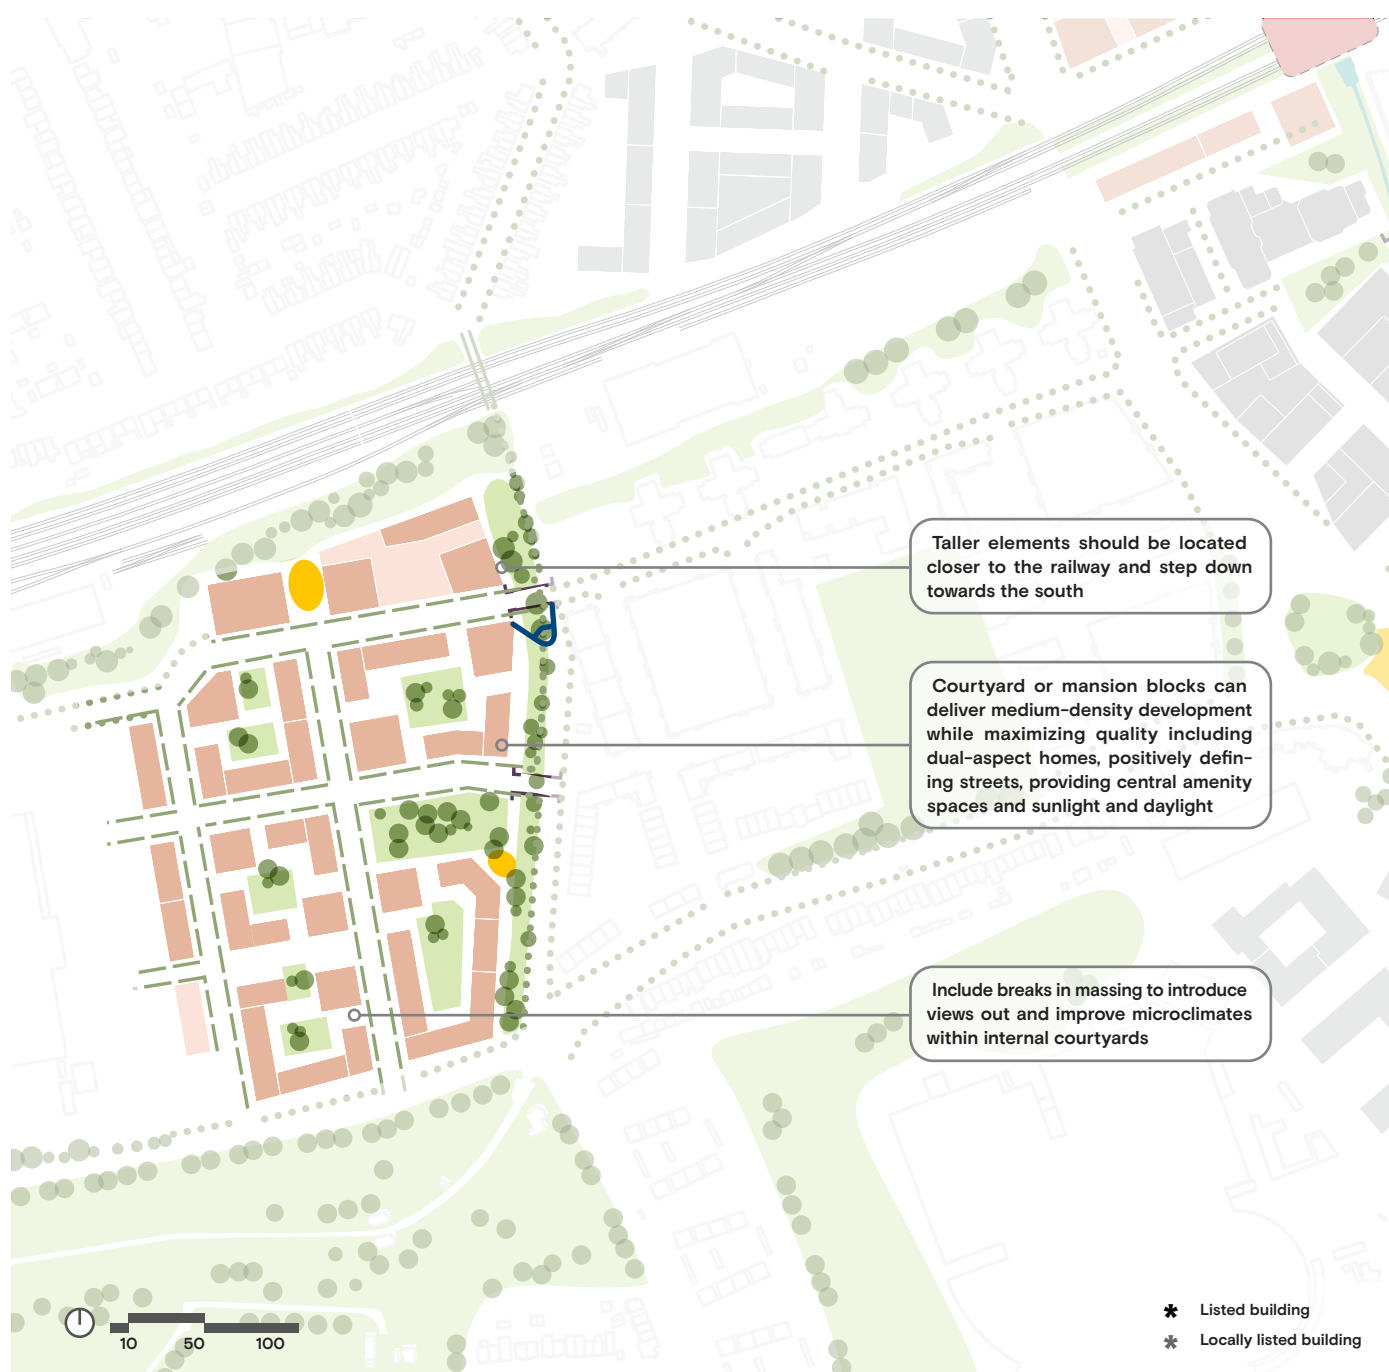 Taller elements should be located
closer to the railway and step down
towards the south
Courtyard or mansion blocks can
deliver medium-density development
while maximizing quality including
dual-aspect homes, positively defin-
ing streets, providing central amenity
spaces and sunlight and daylight
Include breaks in massing to introduce
views out and improve microclimates
within internal courtyards
10 50 100
* Listed building
* Locally listed building